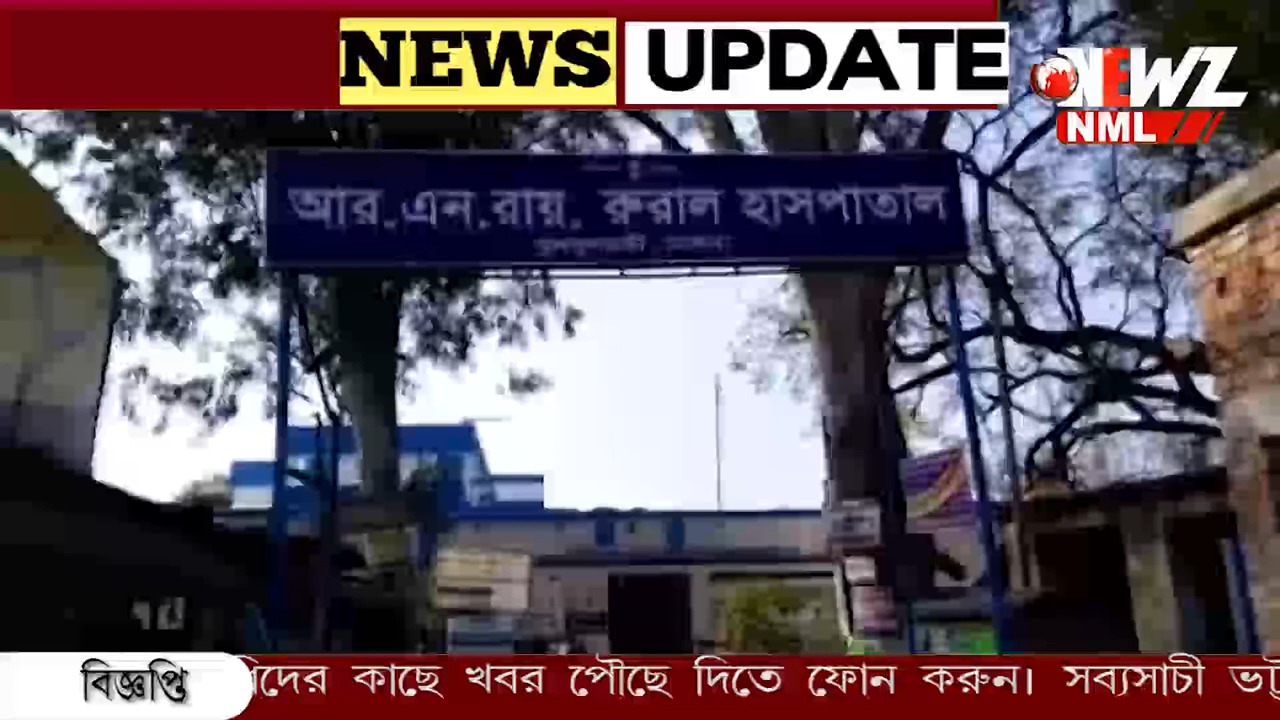 NEWS UPDATE
NEWZ
NML
আর.এন.রায়. রুরাল হাসপাতাল
বিজ্ঞপ্তি
কাছে খবর পৌছে দিতে ফোন করুন। সব্যসাচী